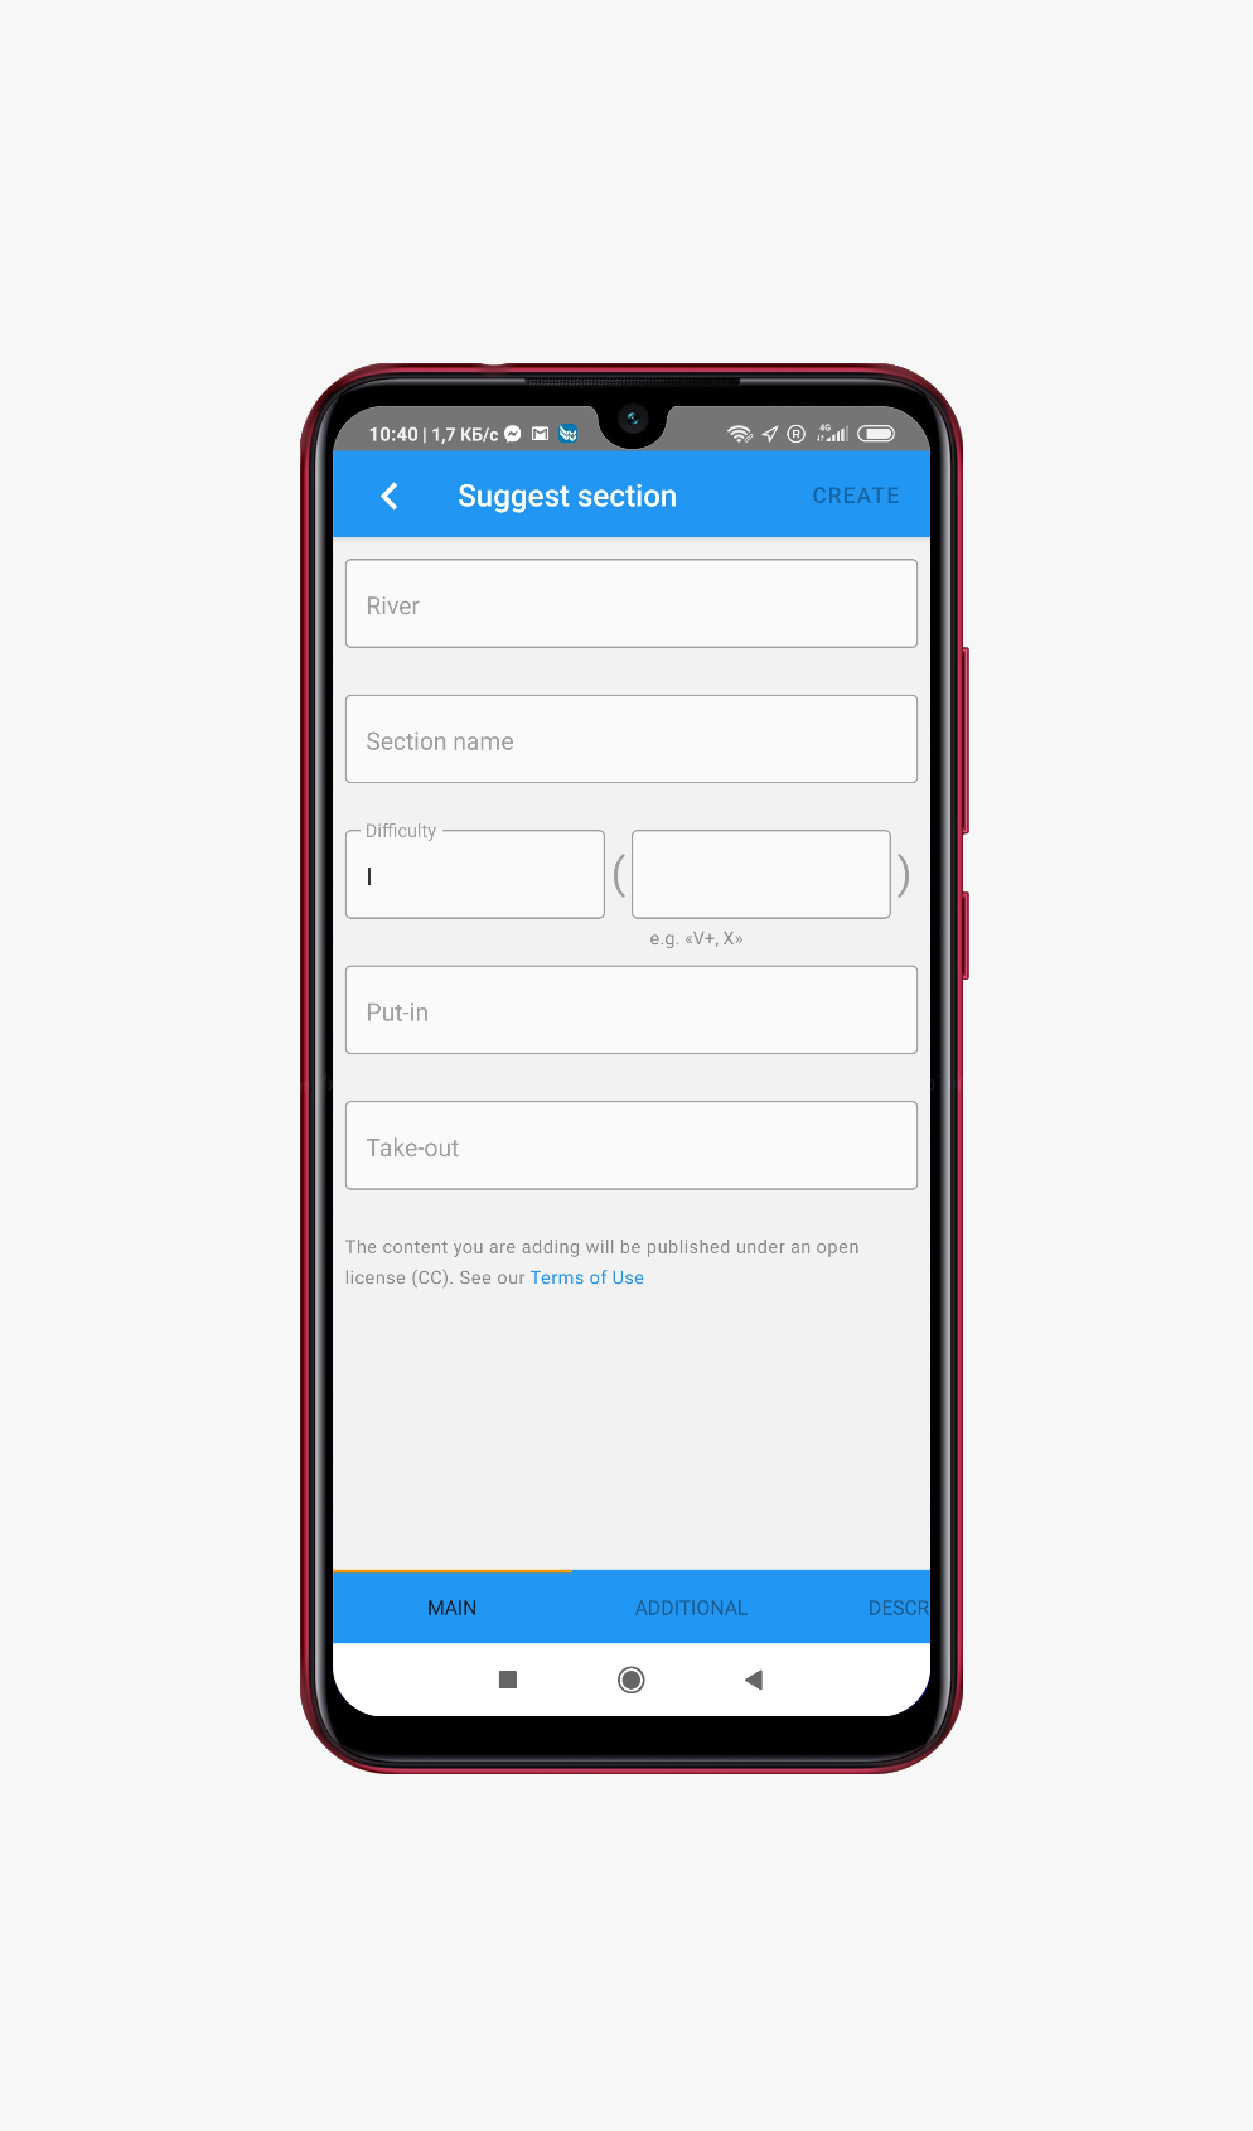 10:40 | 1,7 КБ/с
4G
R
Suggest section
CREATE
River
Section name
Difficulty
I
( )
e.g. «V+, X»
Put-in
Take-out
The content you are adding will be published under an open
license (CC). See our Terms of Use
MAIN ADDITIONAL DESCR